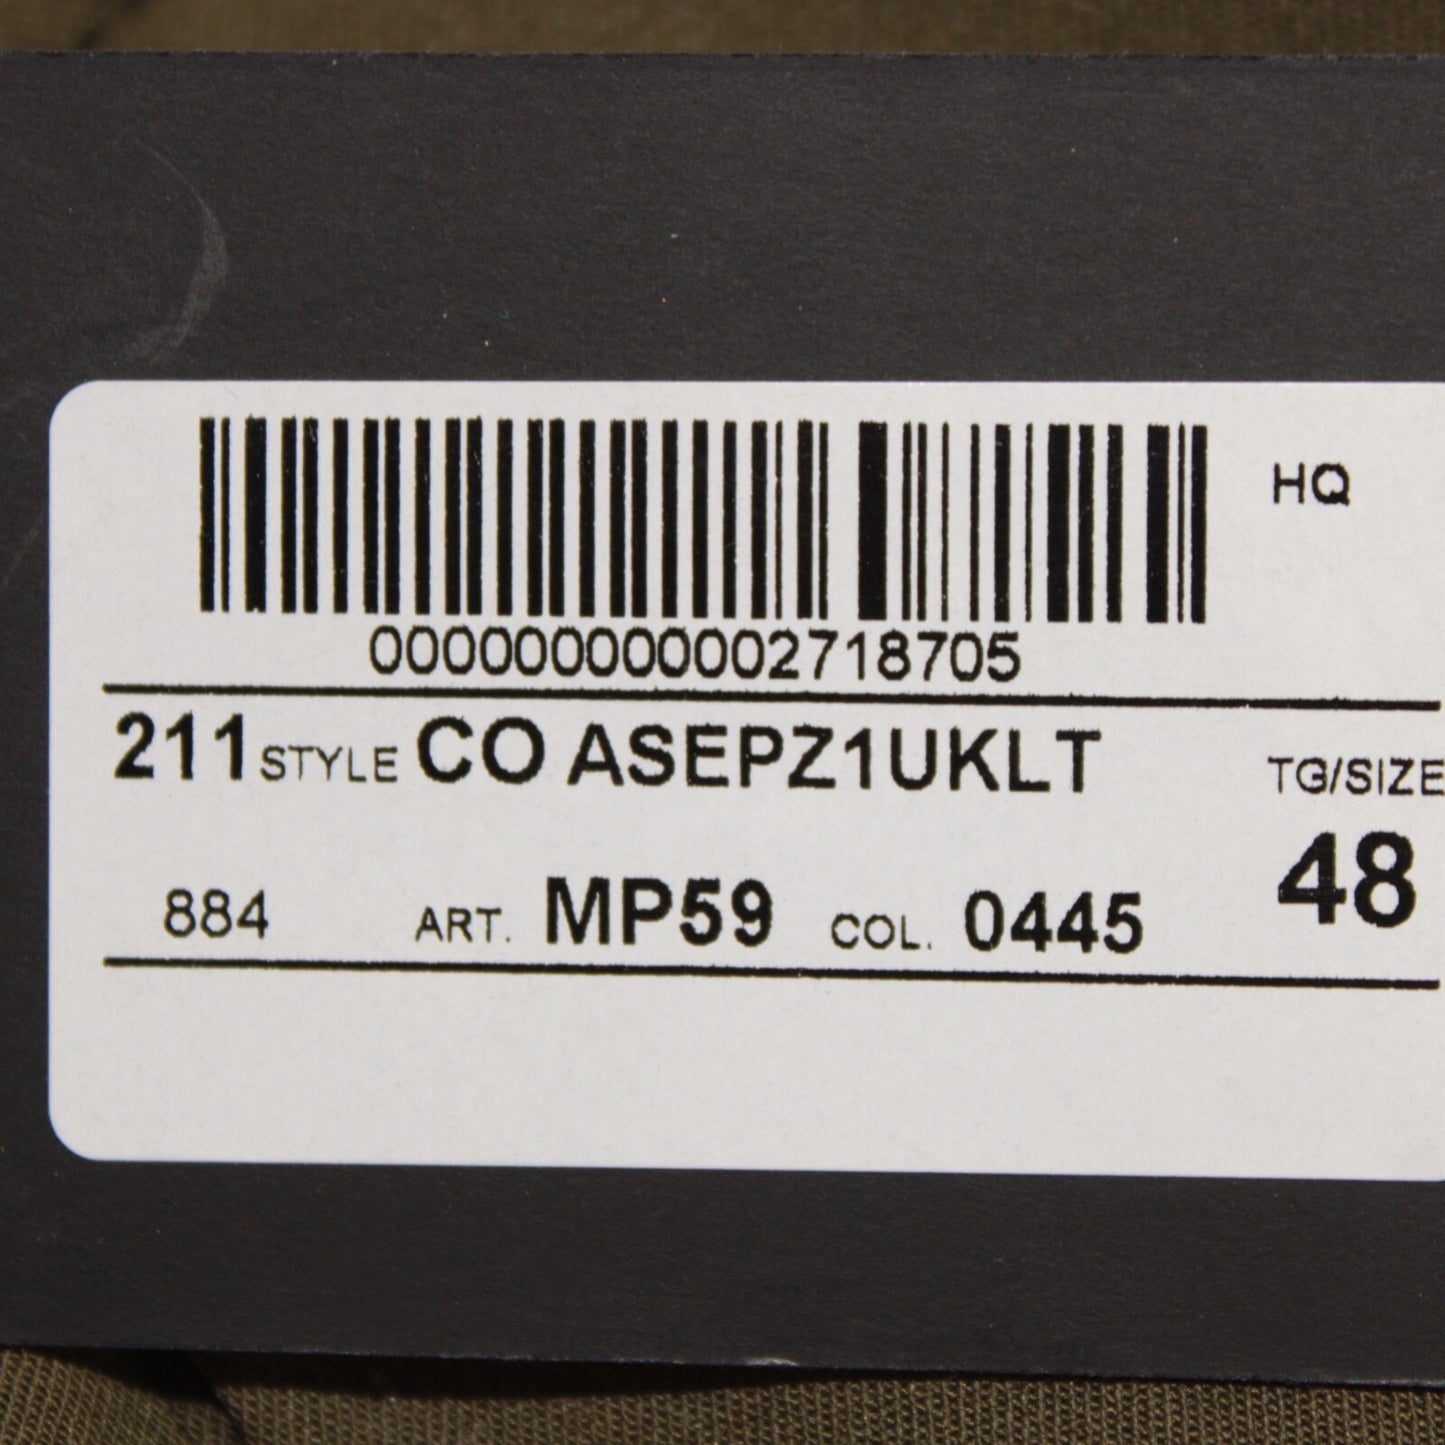 HQ
000000000002718705
211 STYLE CO ASEPZ1UKLT TG/SIZE
884 ART. MP59 COL. 0445 48